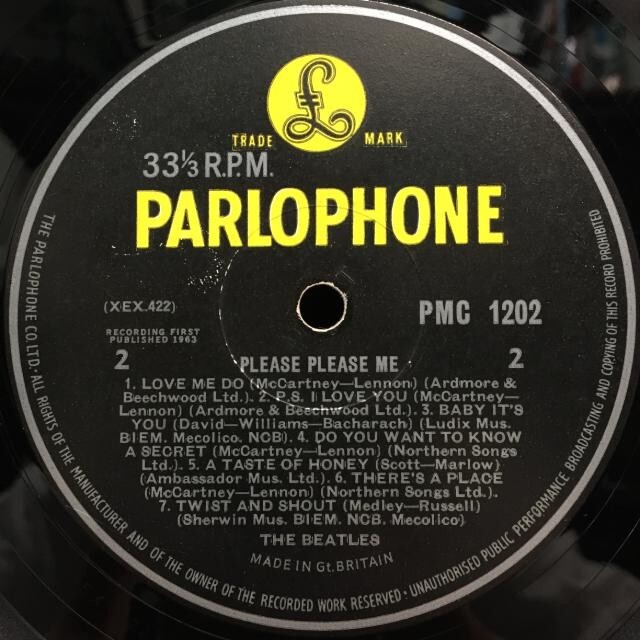 £
TRADE MARK
33⅓ R.P.M.
PARLOPHONE
(XEX.422)
PMC 1202
RECORDING FIRST
PUBLISHED 1963
2 PLEASE PLEASE ME 2
1. LOVE ME DO (McCartney—Lennon) (Ardmore &
Beechwood Ltd.). 2. P.S. I LOVE YOU (McCartney—
Lennon) (Ardmore & Beechwood Ltd.). 3. BABY IT'S
YOU (David—Williams—Bacharach) (Ludix Mus.
BIEM. Mecolico. NCB). 4. DO YOU WANT TO KNOW
A SECRET (McCartney—Lennon) (Northern Songs
Ltd.). 5. A TASTE OF HONEY (Scott—Marlow)
(Ambassador Mus. Ltd.). 6. THERE'S A PLACE
(McCartney—Lennon) (Northern Songs Ltd.).
7. TWIST AND SHOUT (Medley—Russell)
(Sherwin Mus. BIEM. NCB. Mecolico)
THE BEATLES
MADE IN Gt. BRITAIN
THE PARLOPHONE CO. LTD. · ALL RIGHTS OF THE MANUFACTURER AND OF THE OWNER OF THE RECORDED WORK RESERVED · UNAUTHORISED PUBLIC PERFORMANCE BROADCASTING AND COPYING OF THIS RECORD PROHIBITED